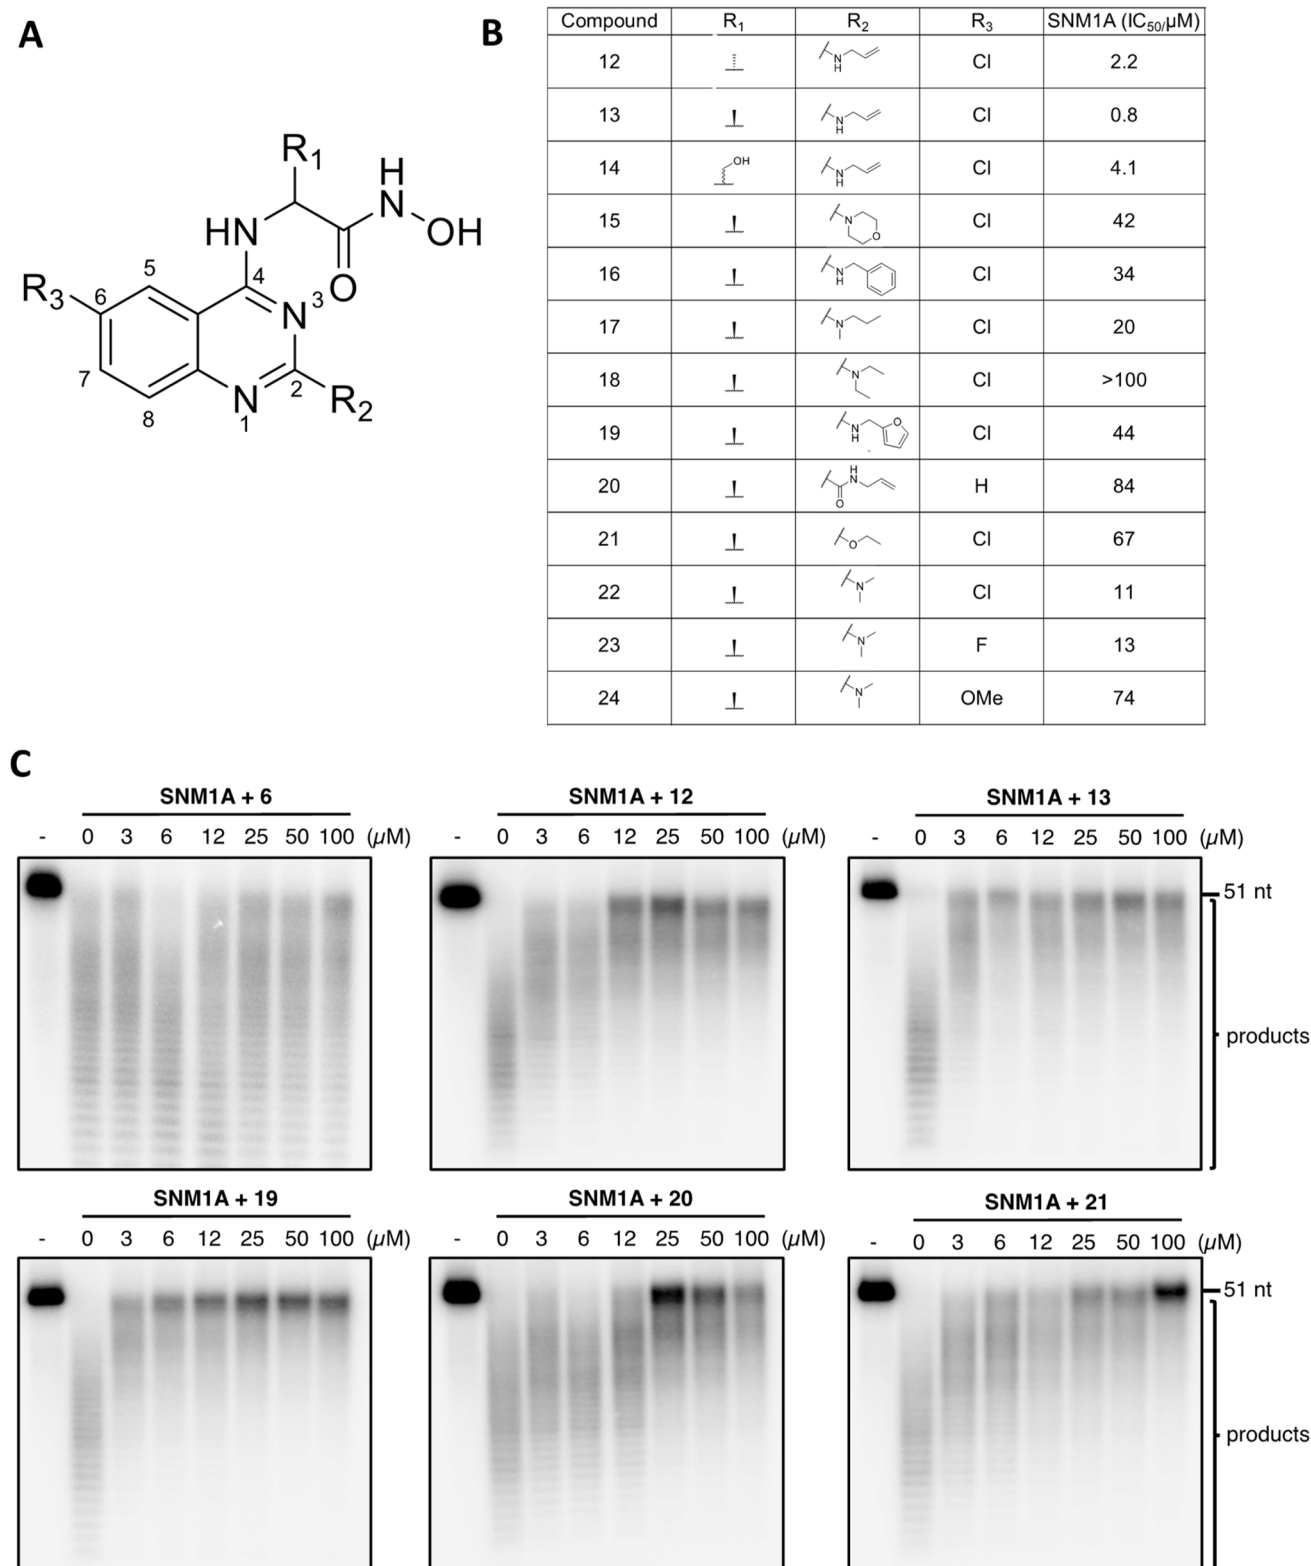 A
R1
H
N
OH
HN
O
R3
5
4
6
N 3
7
2
N
R2
8
1
B
Compound R1 R2 R3 SNM1A (IC50/μM)
12 N H Cl 2.2
13 N H Cl 0.8
14 OH N H Cl 4.1
15 N O Cl 42
16 N H Cl 34
17 N Cl 20
18 N Cl >100
19 N H O Cl 44
20 H N O H 84
21 O Cl 67
22 N Cl 11
23 N F 13
24 N OMe 74
C
SNM1A + 6
- 0 3 6 12 25 50 100 (μM)
SNM1A + 12
- 0 3 6 12 25 50 100 (μM)
SNM1A + 13
- 0 3 6 12 25 50 100 (μM)
51 nt
products
SNM1A + 19
- 0 3 6 12 25 50 100 (μM)
SNM1A + 20
- 0 3 6 12 25 50 100 (μM)
SNM1A + 21
- 0 3 6 12 25 50 100 (μM)
51 nt
products